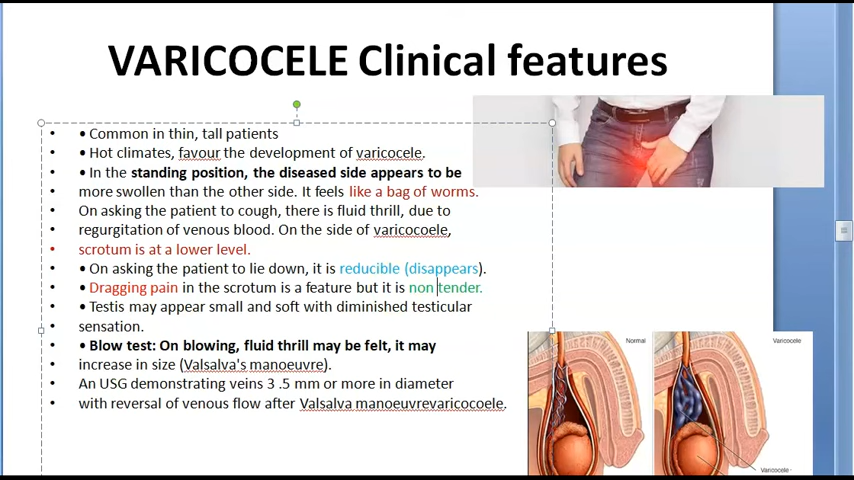 VARICOCELE Clinical features
• • Common in thin, tall patients
• • Hot climates, favour the development of varicocele.
• • In the standing position, the diseased side appears to be
• more swollen than the other side. It feels like a bag of worms.
• On asking the patient to cough, there is fluid thrill, due to
• regurgitation of venous blood. On the side of varicocoele,
• scrotum is at a lower level.
• • On asking the patient to lie down, it is reducible (disappears).
• • Dragging pain in the scrotum is a feature but it is non tender.
• • Testis may appear small and soft with diminished testicular
• sensation.
• • Blow test: On blowing, fluid thrill may be felt, it may
• increase in size (Valsalva's manoeuvre).
• An USG demonstrating veins 3 .5 mm or more in diameter
• with reversal of venous flow after Valsalva manoeuvrevaricocoele.
Normal
Varicocele
Varicocele